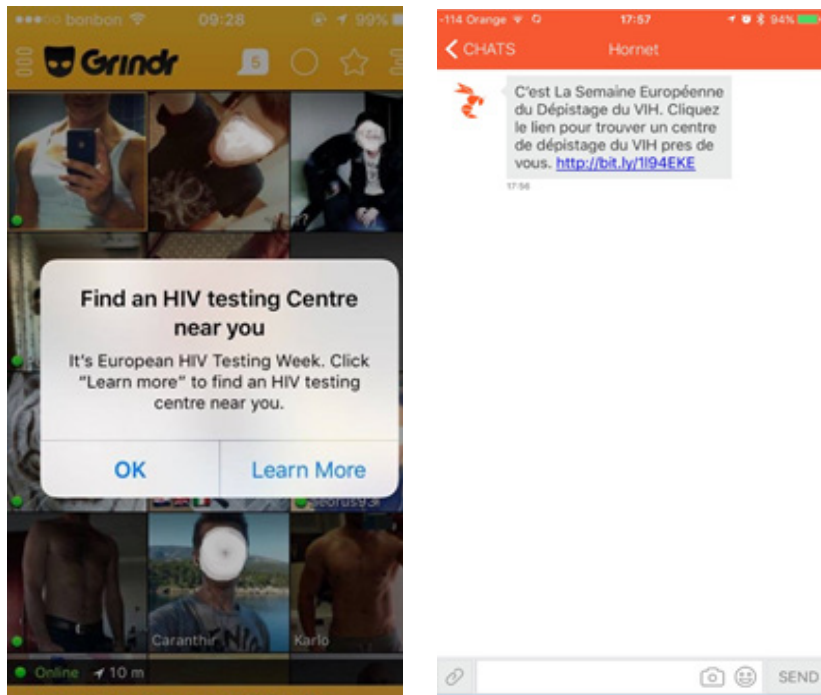 bonbon 09:28 99%
Grindr 5
Find an HIV testing Centre
near you
It's European HIV Testing Week. Click
"Learn more" to find an HIV testing
centre near you.
OK Learn More
Seorus93
Caranthir Karlo
Online 10 m
-114 Orange 17:57 94%
CHATS Hornet
C'est La Semaine Européenne
du Dépistage du VIH. Cliquez
le lien pour trouver un centre
de dépistage du VIH pres de
vous. http://bit.ly/1I94EKE
17:56
SEND